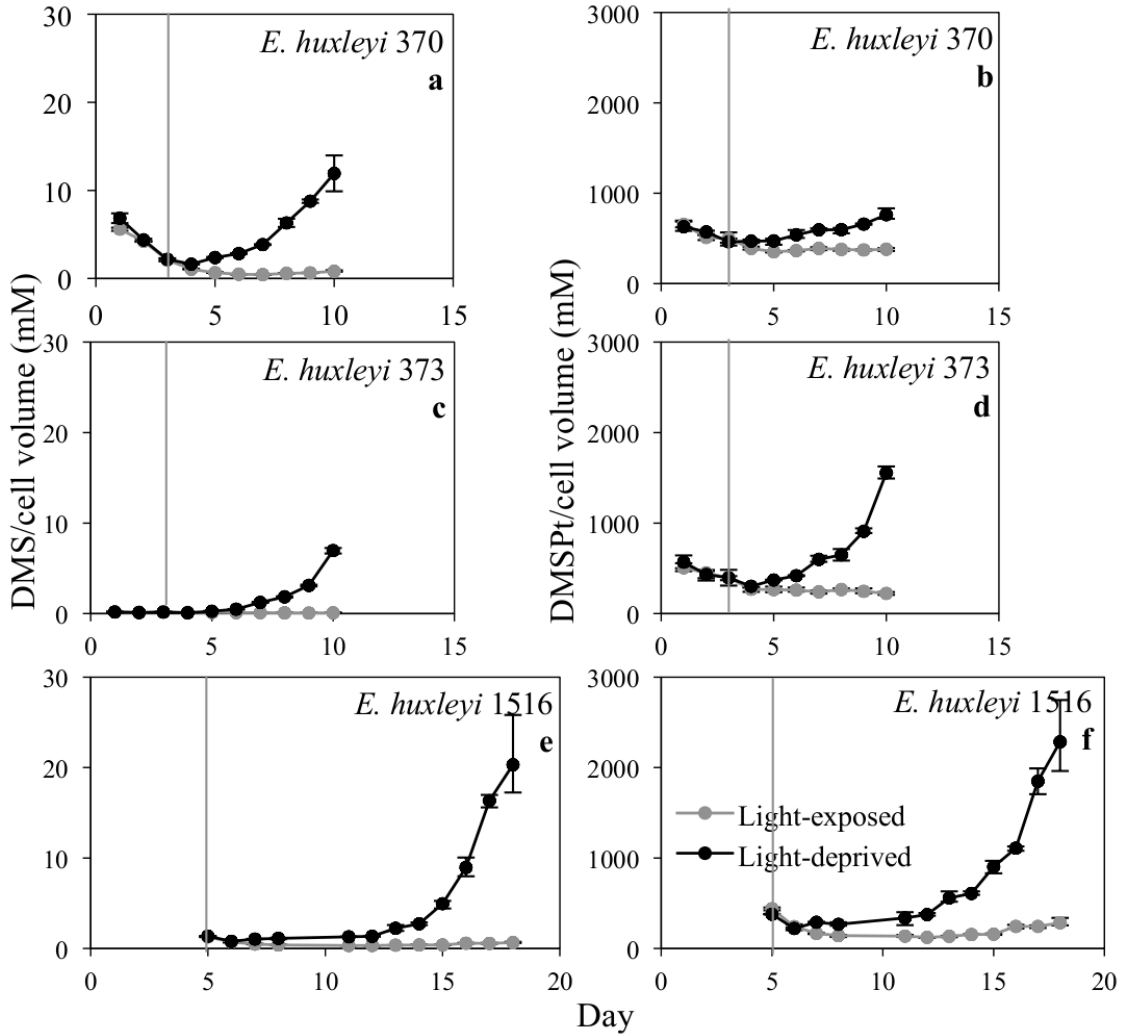 30
20
10
0
0
5
10
15
E. huxleyi 370
a
3000
2000
1000
0
0
5
10
15
E. huxleyi 370
b
DMS/cell volume (mM)
30
20
10
0
0
5
10
15
E. huxleyi 373
c
DMSPt/cell volume (mM)
3000
2000
1000
0
0
5
10
15
E. huxleyi 373
d
30
20
10
0
0
5
10
15
20
E. huxleyi 1516
e
3000
2000
1000
0
0
5
10
15
20
E. huxleyi 1516
f
Light-exposed
Light-deprived
Day